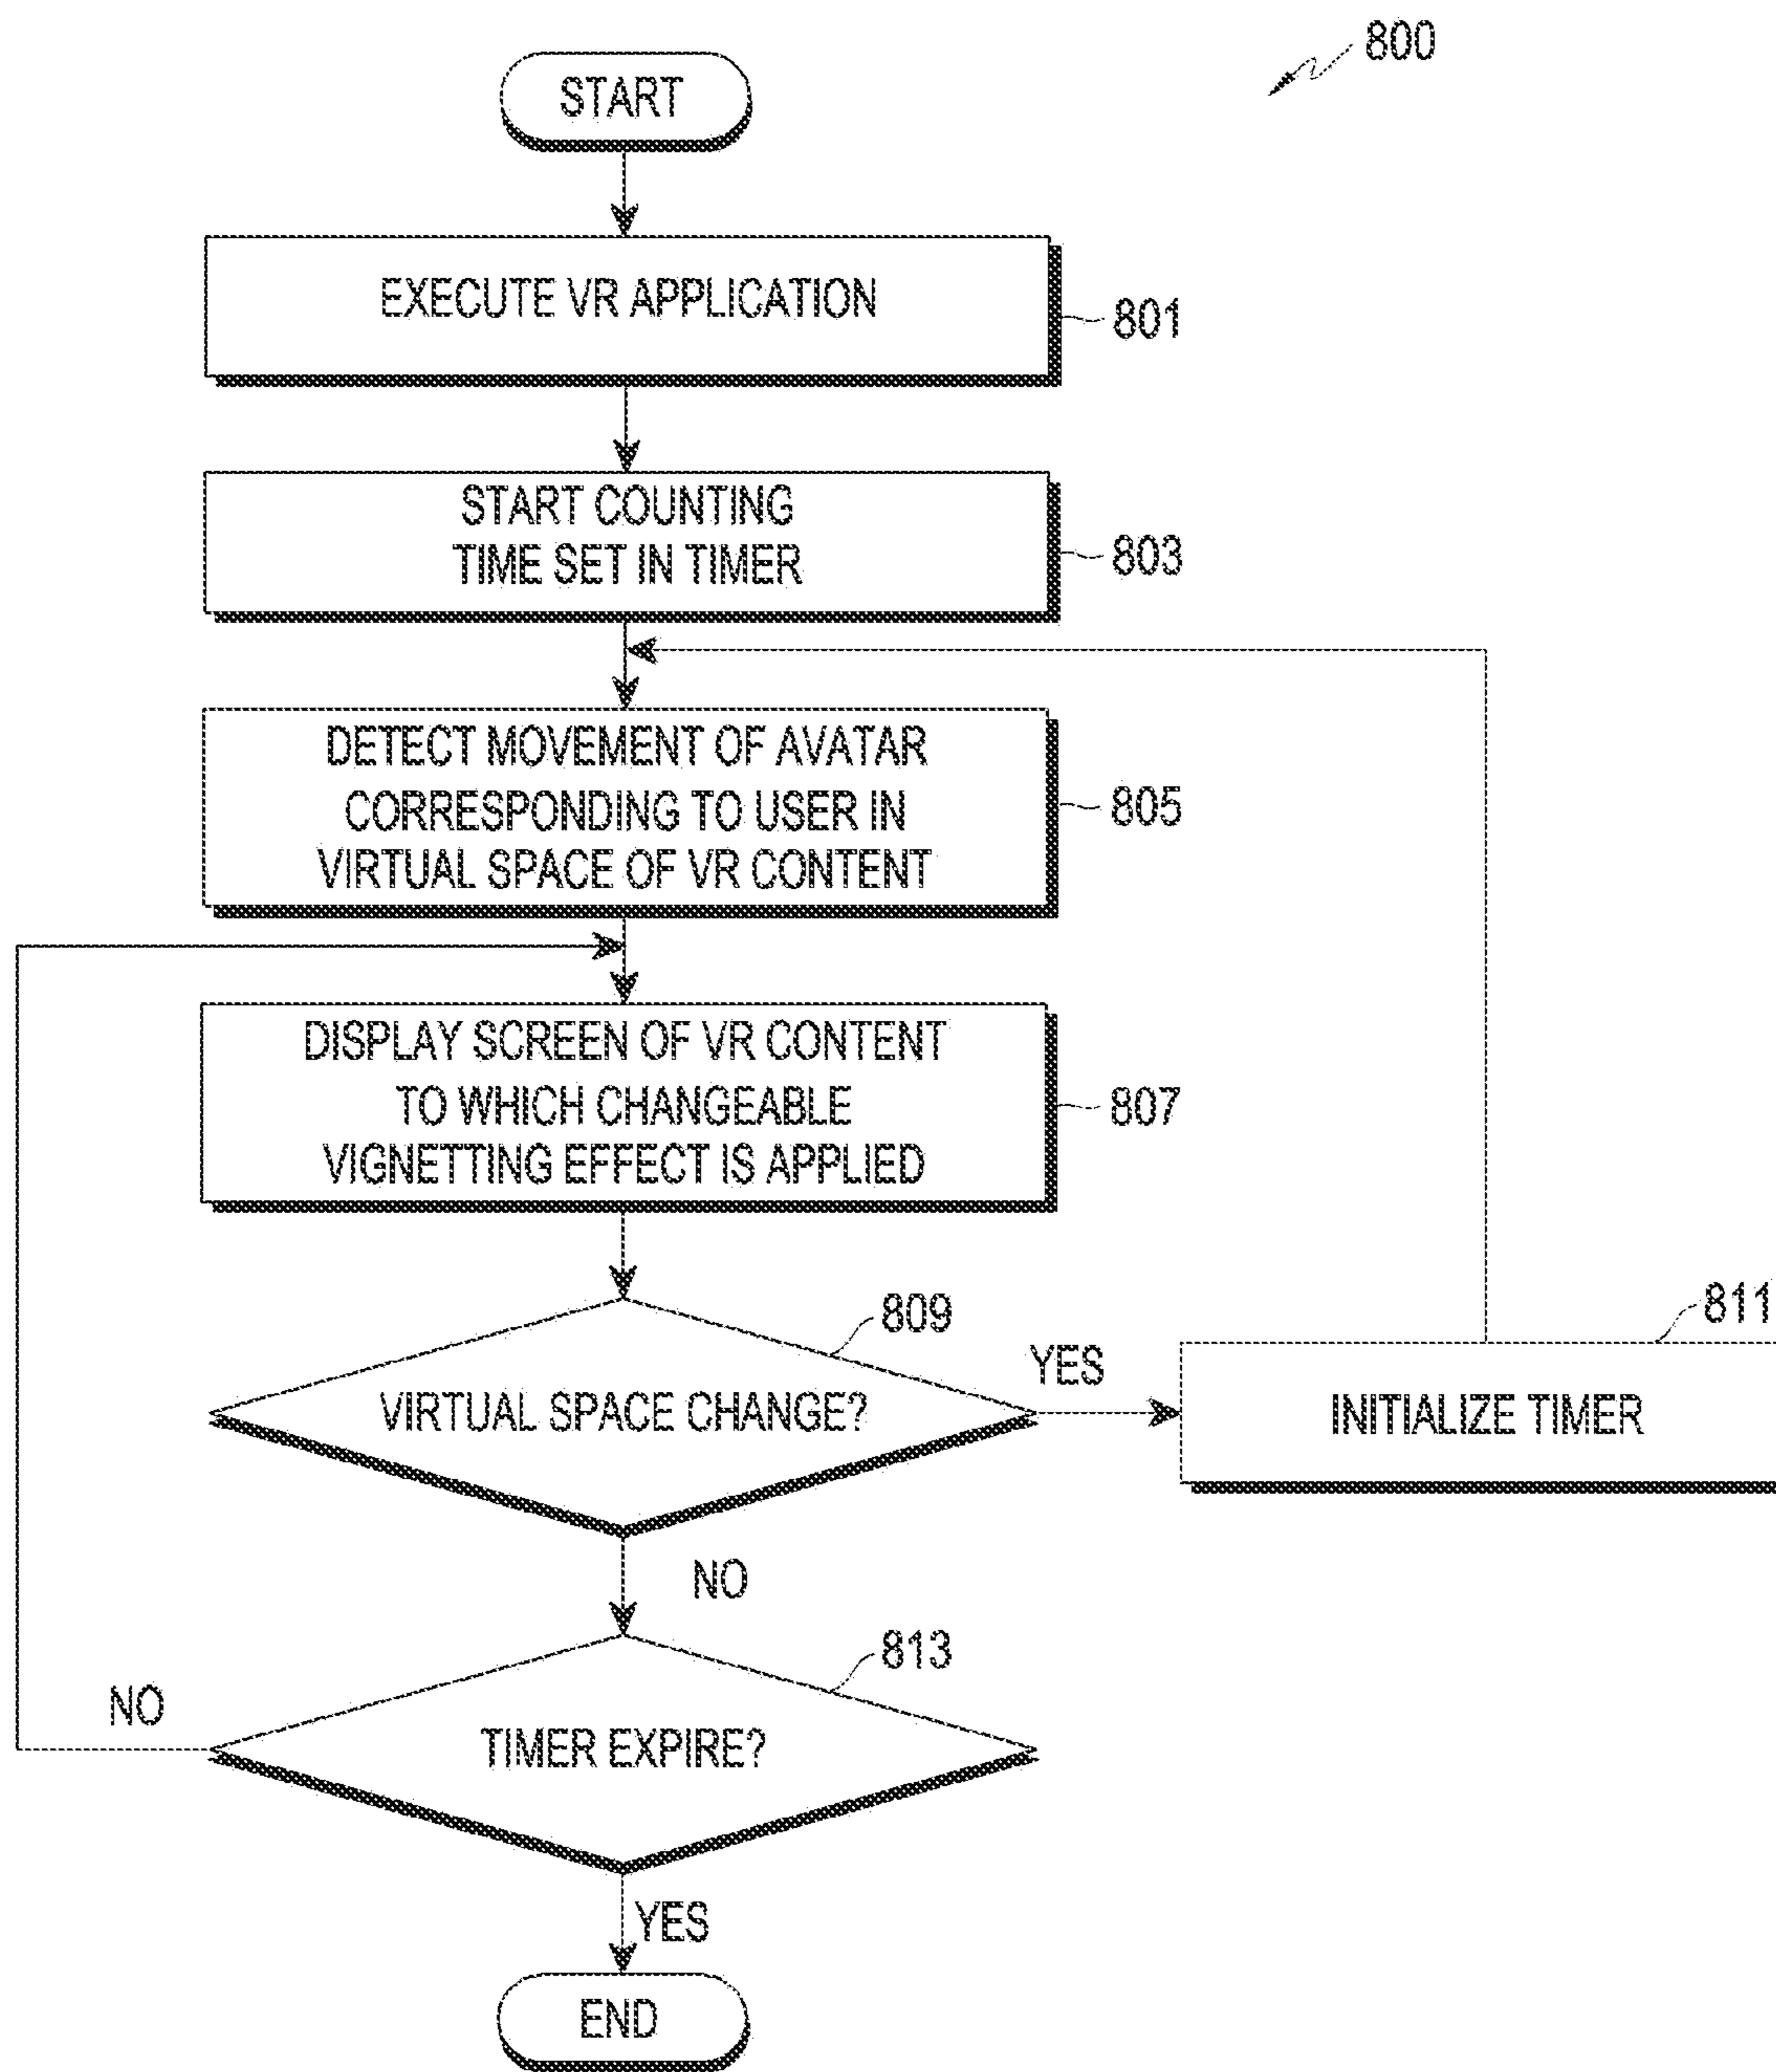 800
START
EXECUTE VR APPLICATION
801
START COUNTING
TIME SET IN TIMER
803
DETECT MOVEMENT OF AVATAR
CORRESPONDING TO USER IN
VIRTUAL SPACE OF VR CONTENT
805
DISPLAY SCREEN OF VR CONTENT
TO WHICH CHANGEABLE
VIGNETTING EFFECT IS APPLIED
807
809
VIRTUAL SPACE CHANGE?
YES
811
INITIALIZE TIMER
NO
813
TIMER EXPIRE?
NO
YES
END